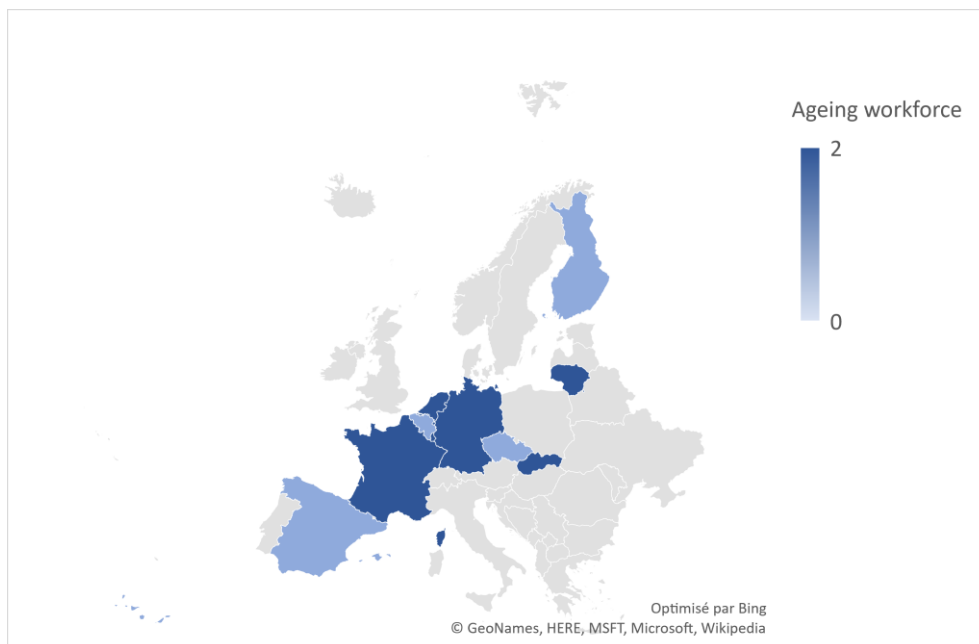 Ageing workforce
2
0
Optimisé par Bing
© GeoNames, HERE, MSFT, Microsoft, Wikipedia